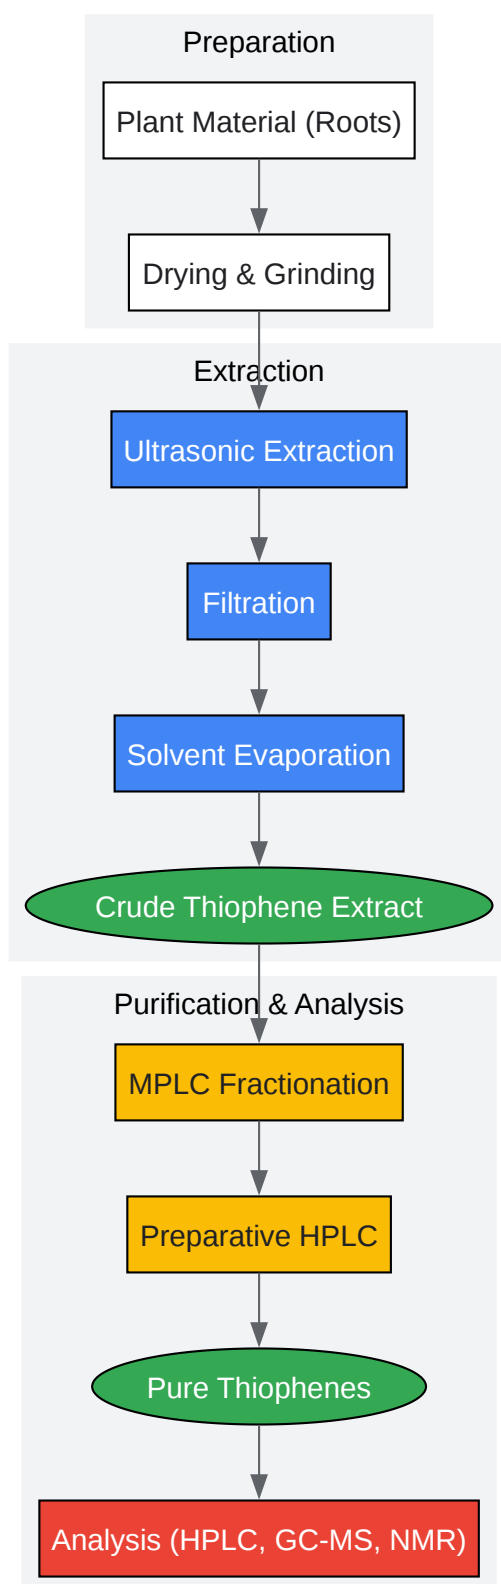 Preparation
Plant Material (Roots)
Drying & Grinding
Extraction
Ultrasonic Extraction
Filtration
Solvent Evaporation
Crude Thiophene Extract
Purification & Analysis
MPLC Fractionation
Preparative HPLC
Pure Thiophenes
Analysis (HPLC, GC-MS, NMR)